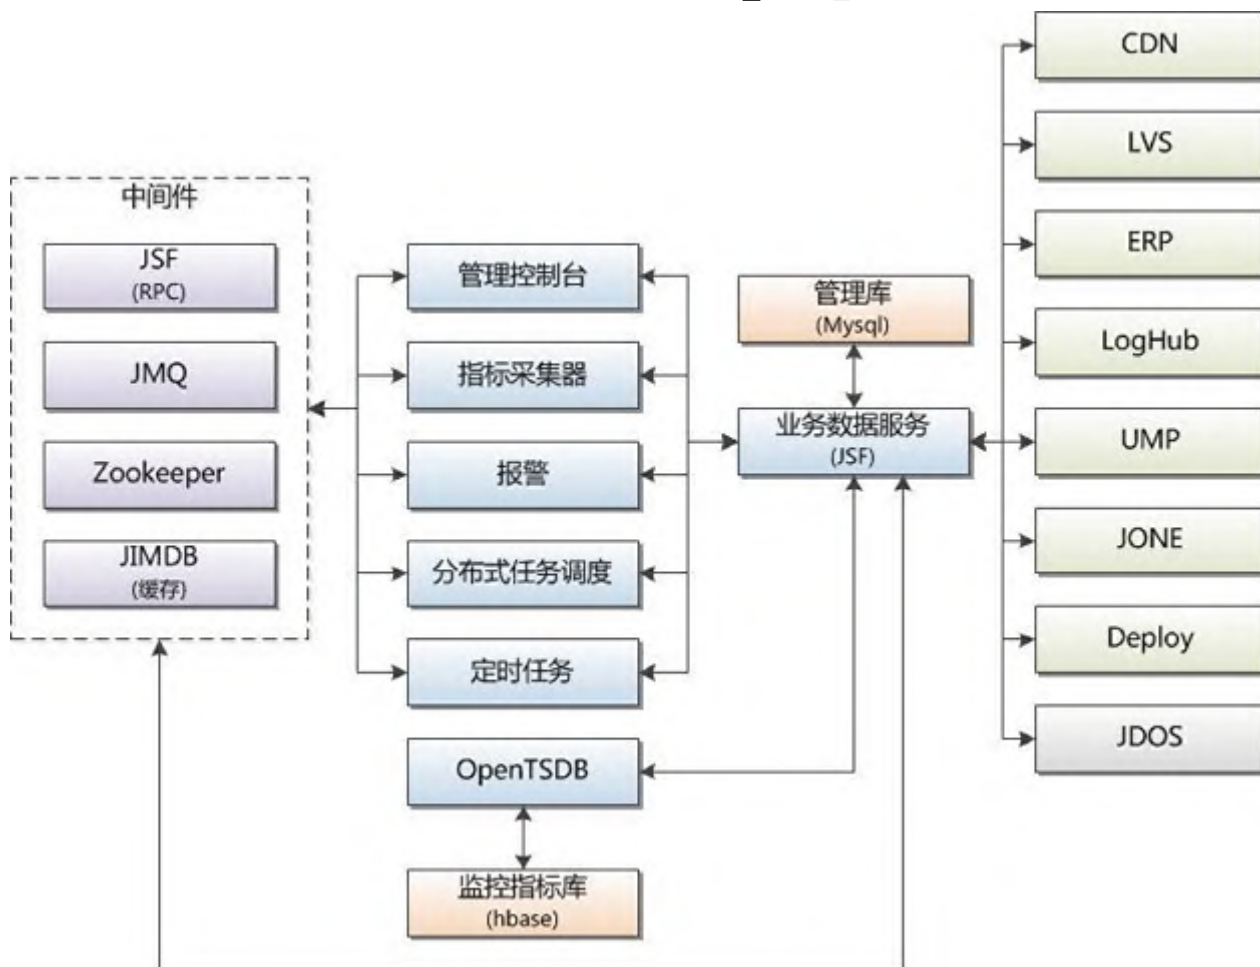 中间件
JSF
(RPC)
JMQ
Zookeeper
JIMDB
(缓存)
管理控制台
指标采集器
报警
分布式任务调度
定时任务
OpenTSDB
监控指标库
(hbase)
管理库
(Mysql)
业务数据服务
(JSF)
CDN
LVS
ERP
LogHub
UMP
JONE
Deploy
JDOS